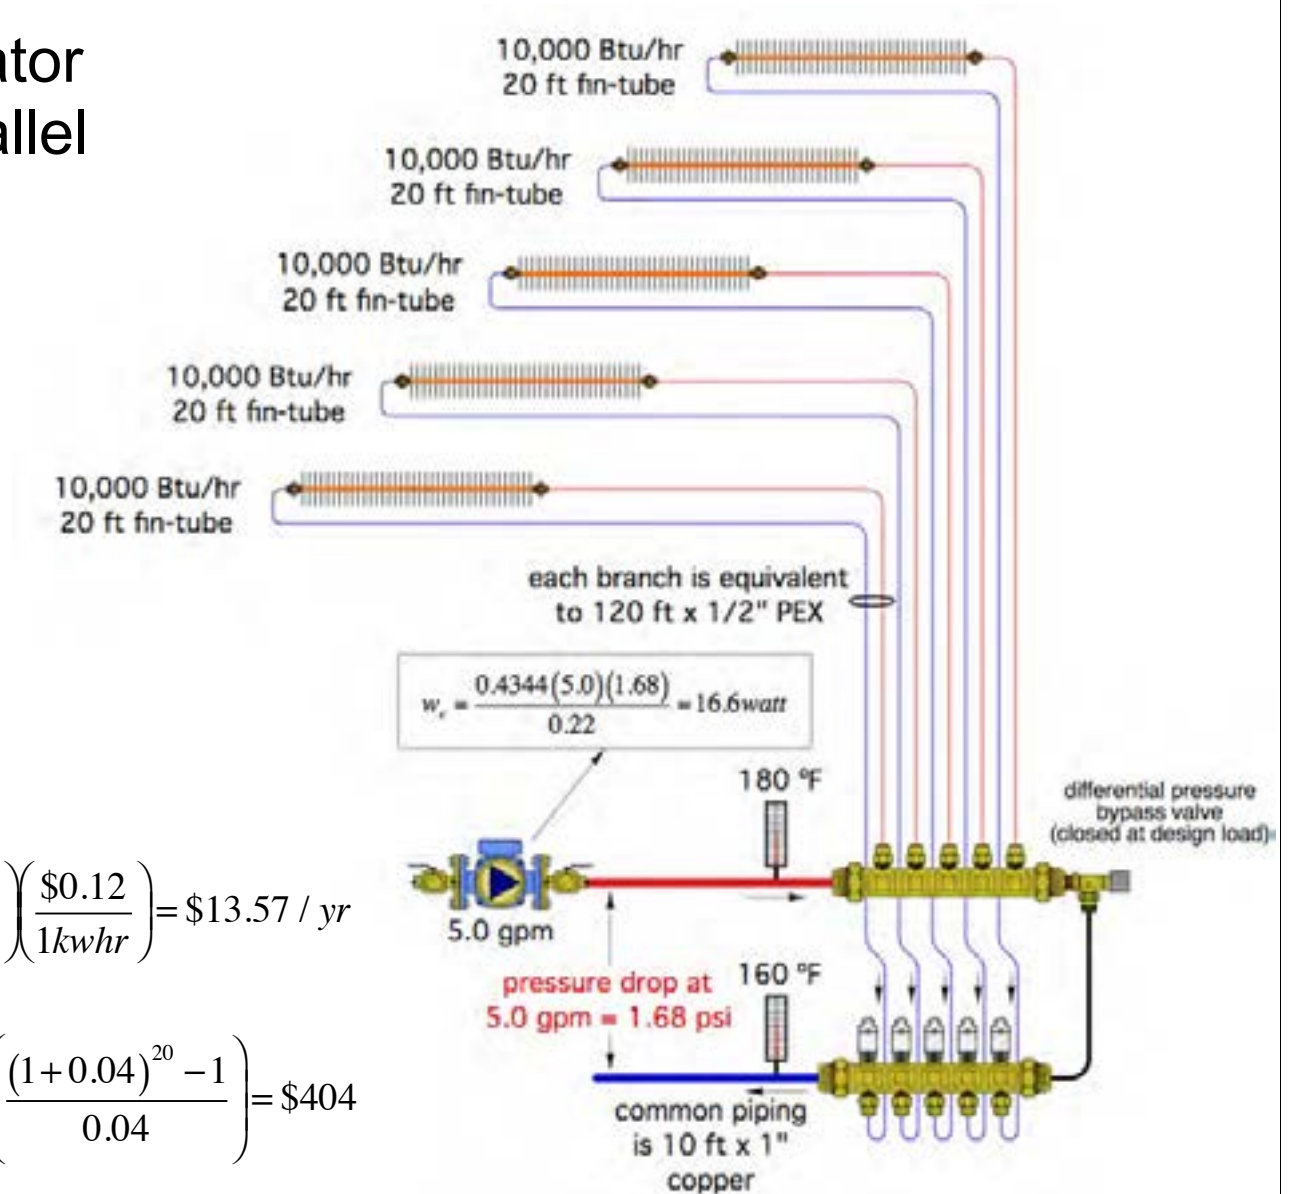 ator
allel
10,000 Btu/hr
20 ft fin-tube
10,000 Btu/hr
20 ft fin-tube
10,000 Btu/hr
20 ft fin-tube
10,000 Btu/hr
20 ft fin-tube
10,000 Btu/hr
20 ft fin-tube
each branch is equivalent
to 120 ft x 1/2" PEX
wₑ = 0.4344(5.0)(1.68) / 0.22 = 16.6watt
180 ºF
differential pressure
bypass valve
(closed at design load)
)($0.12 / 1kwhr) = $13.57 / yr
5.0 gpm
pressure drop at
5.0 gpm = 1.68 psi
160 ºF
((1+0.04)²⁰ − 1 / 0.04) = $404
common piping
is 10 ft x 1"
copper